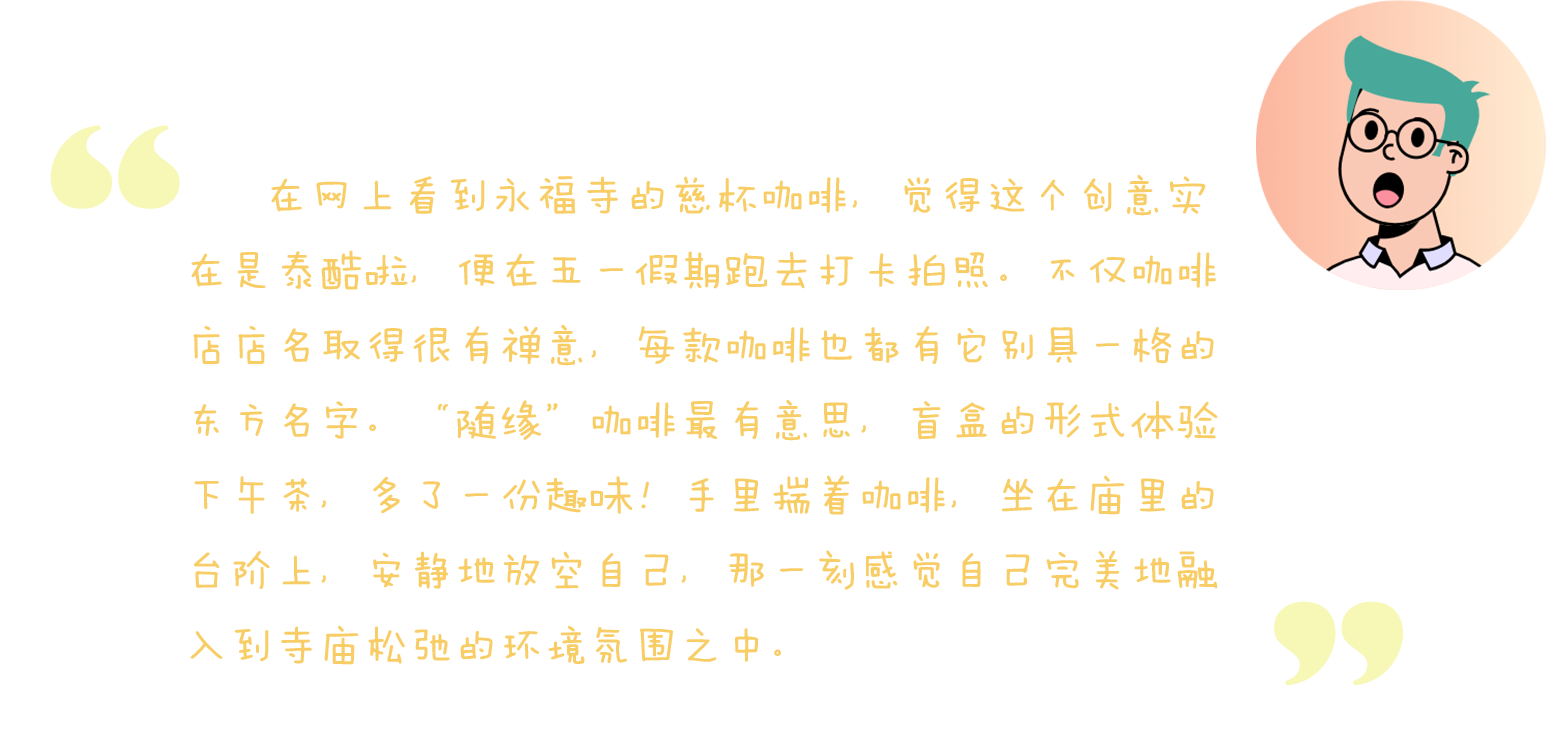 在网上看到永福寺的慈杯咖啡，觉得这个创意实
在是泰酷啦，便在五一假期跑去打卡拍照。不仅咖啡
店店名取得很有禅意，每款咖啡也都有它别具一格的
东方名字。“随缘”咖啡最有意思，盲盒的形式体验
下午茶，多了一份趣味！手里揣着咖啡，坐在庙里的
台阶上，安静地放空自己，那一刻感觉自己完美地融
入到寺庙松弛的环境氛围之中。